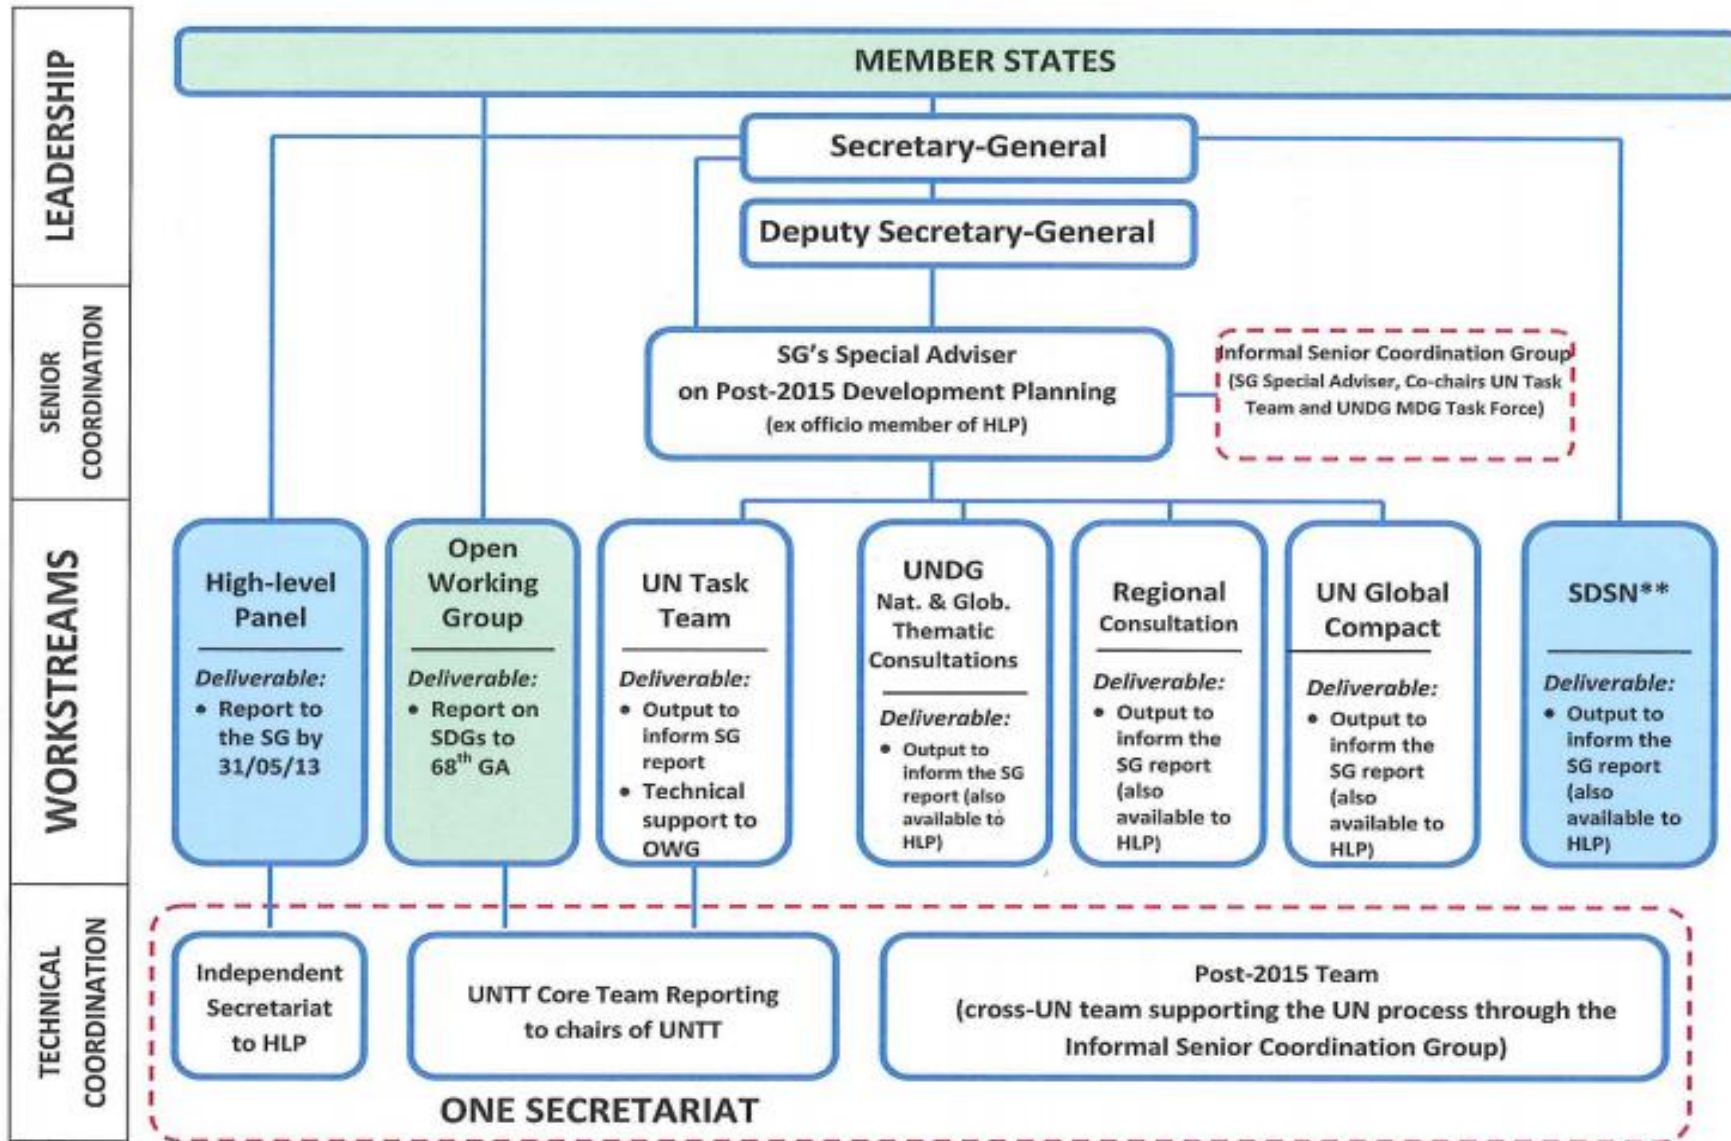 LEADERSHIP
MEMBER STATES
Secretary-General
Deputy Secretary-General
SENIOR
COORDINATION
SG's Special Adviser
on Post-2015 Development Planning
(ex officio member of HLP)
Informal Senior Coordination Group
(SG Special Adviser, Co-chairs UN Task
Team and UNDG MDG Task Force)
WORKSTREAMS
High-level
Panel
Deliverable:
• Report to
the SG by
31/05/13
Open
Working
Group
Deliverable:
• Report on
SDGs to
68th GA
UN Task
Team
Deliverable:
• Output to
inform SG
report
• Technical
support to
OWG
UNDG
Nat. & Glob.
Thematic
Consultations
Deliverable:
• Output to
inform the SG
report (also
available to
HLP)
Regional
Consultation
Deliverable:
• Output to
inform the
SG report
(also
available to
HLP)
UN Global
Compact
Deliverable:
• Output to
inform the
SG report
(also
available to
HLP)
SDSN**
Deliverable:
• Output to
inform the
SG report
(also
available to
HLP)
TECHNICAL
COORDINATION
Independent
Secretariat
to HLP
UNTT Core Team Reporting
to chairs of UNTT
Post-2015 Team
(cross-UN team supporting the UN process through the
Informal Senior Coordination Group)
ONE SECRETARIAT